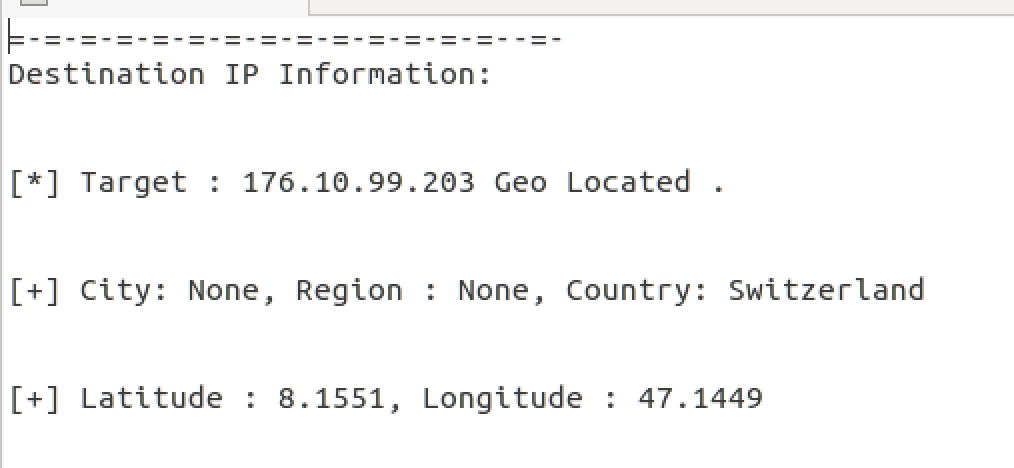 =-=-=-=-=-=-=-=-=-=-=-=-=-=--=-
Destination IP Information:
[*] Target : 176.10.99.203 Geo Located .
[+] City: None, Region : None, Country: Switzerland
[+] Latitude : 8.1551, Longitude : 47.1449